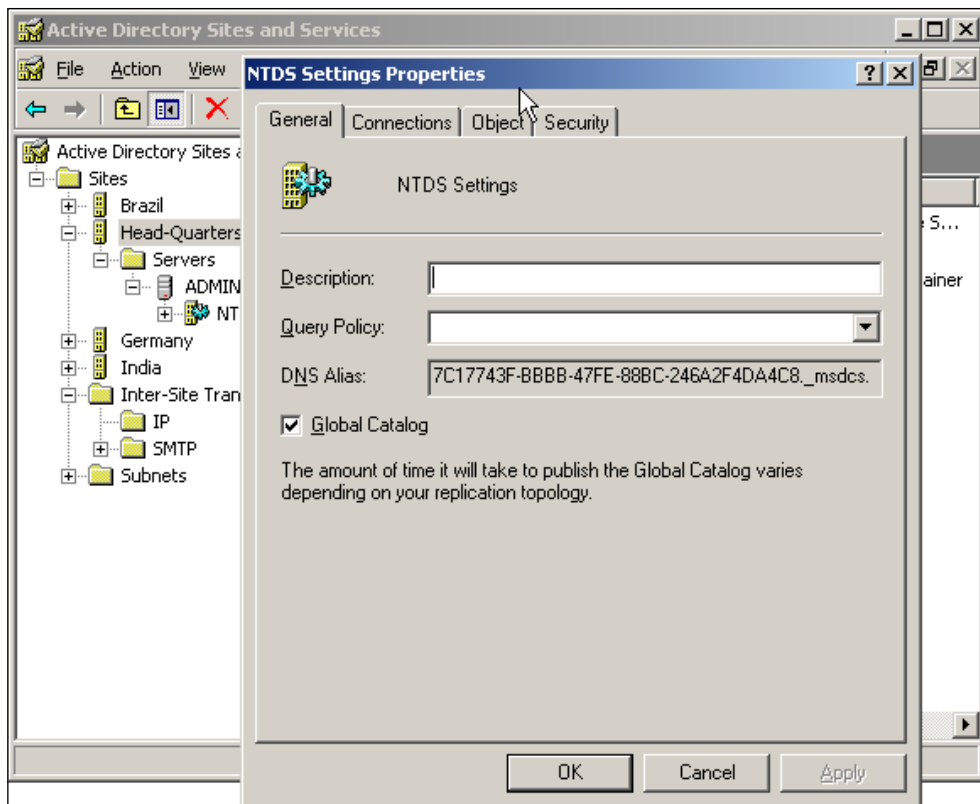 Active Directory Sites and Services
File Action View
NTDS Settings Properties
General Connections Object Security
Active Directory Sites
Sites
Brazil
Head-Quarters
Servers
ADMIN
NT
Germany
India
Inter-Site Tran
IP
SMTP
Subnets
NTDS Settings
Description:
Query Policy:
DNS Alias: 7C17743F-BBBB-47FE-88BC-246A2F4DA4C8._msdcs.
Global Catalog
The amount of time it will take to publish the Global Catalog varies
depending on your replication topology.
S...
ainer
OK Cancel Apply